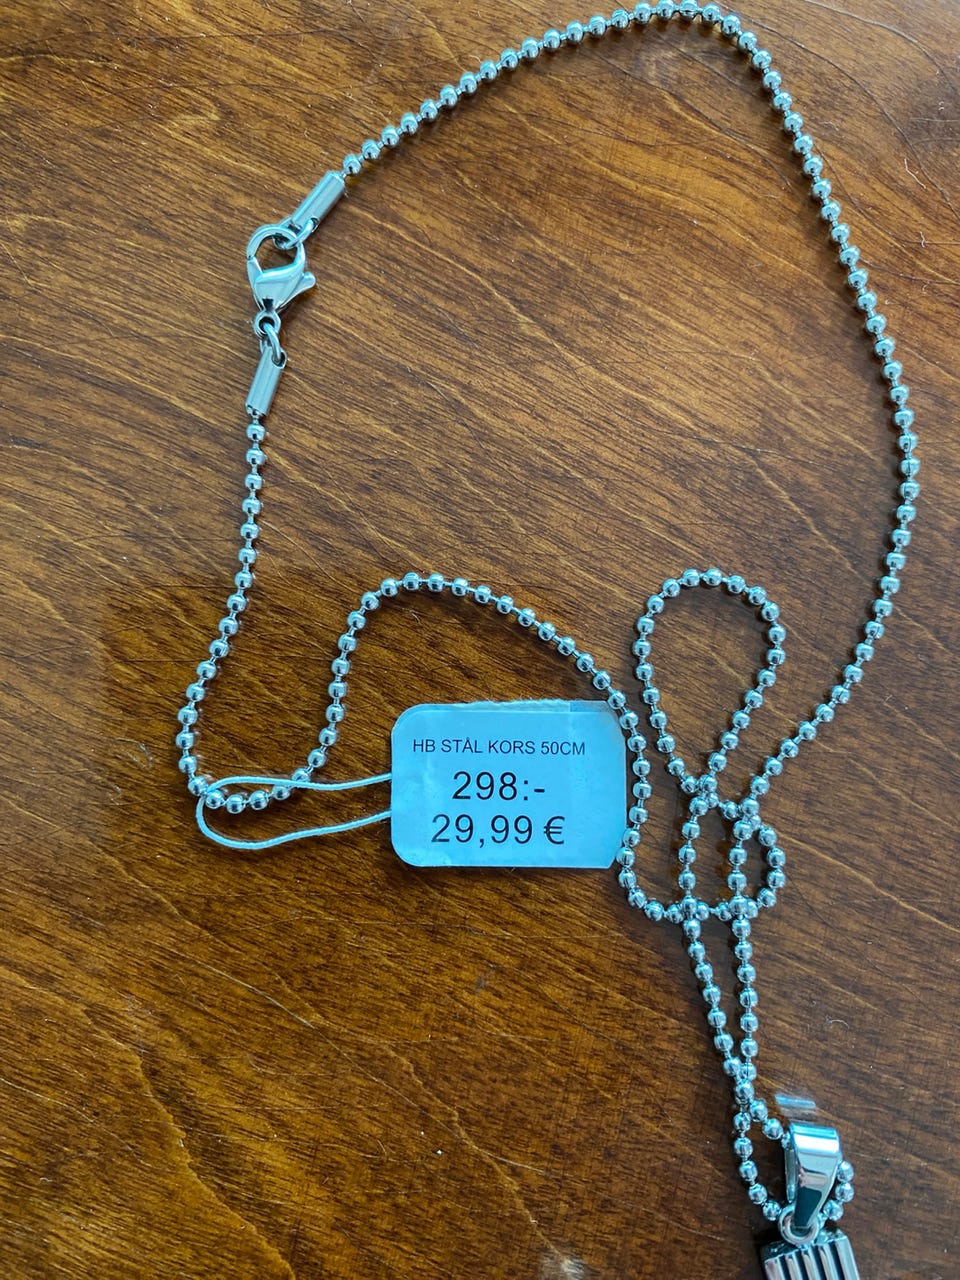 HB STÅL KORS 50CM
298:-
29,99 €